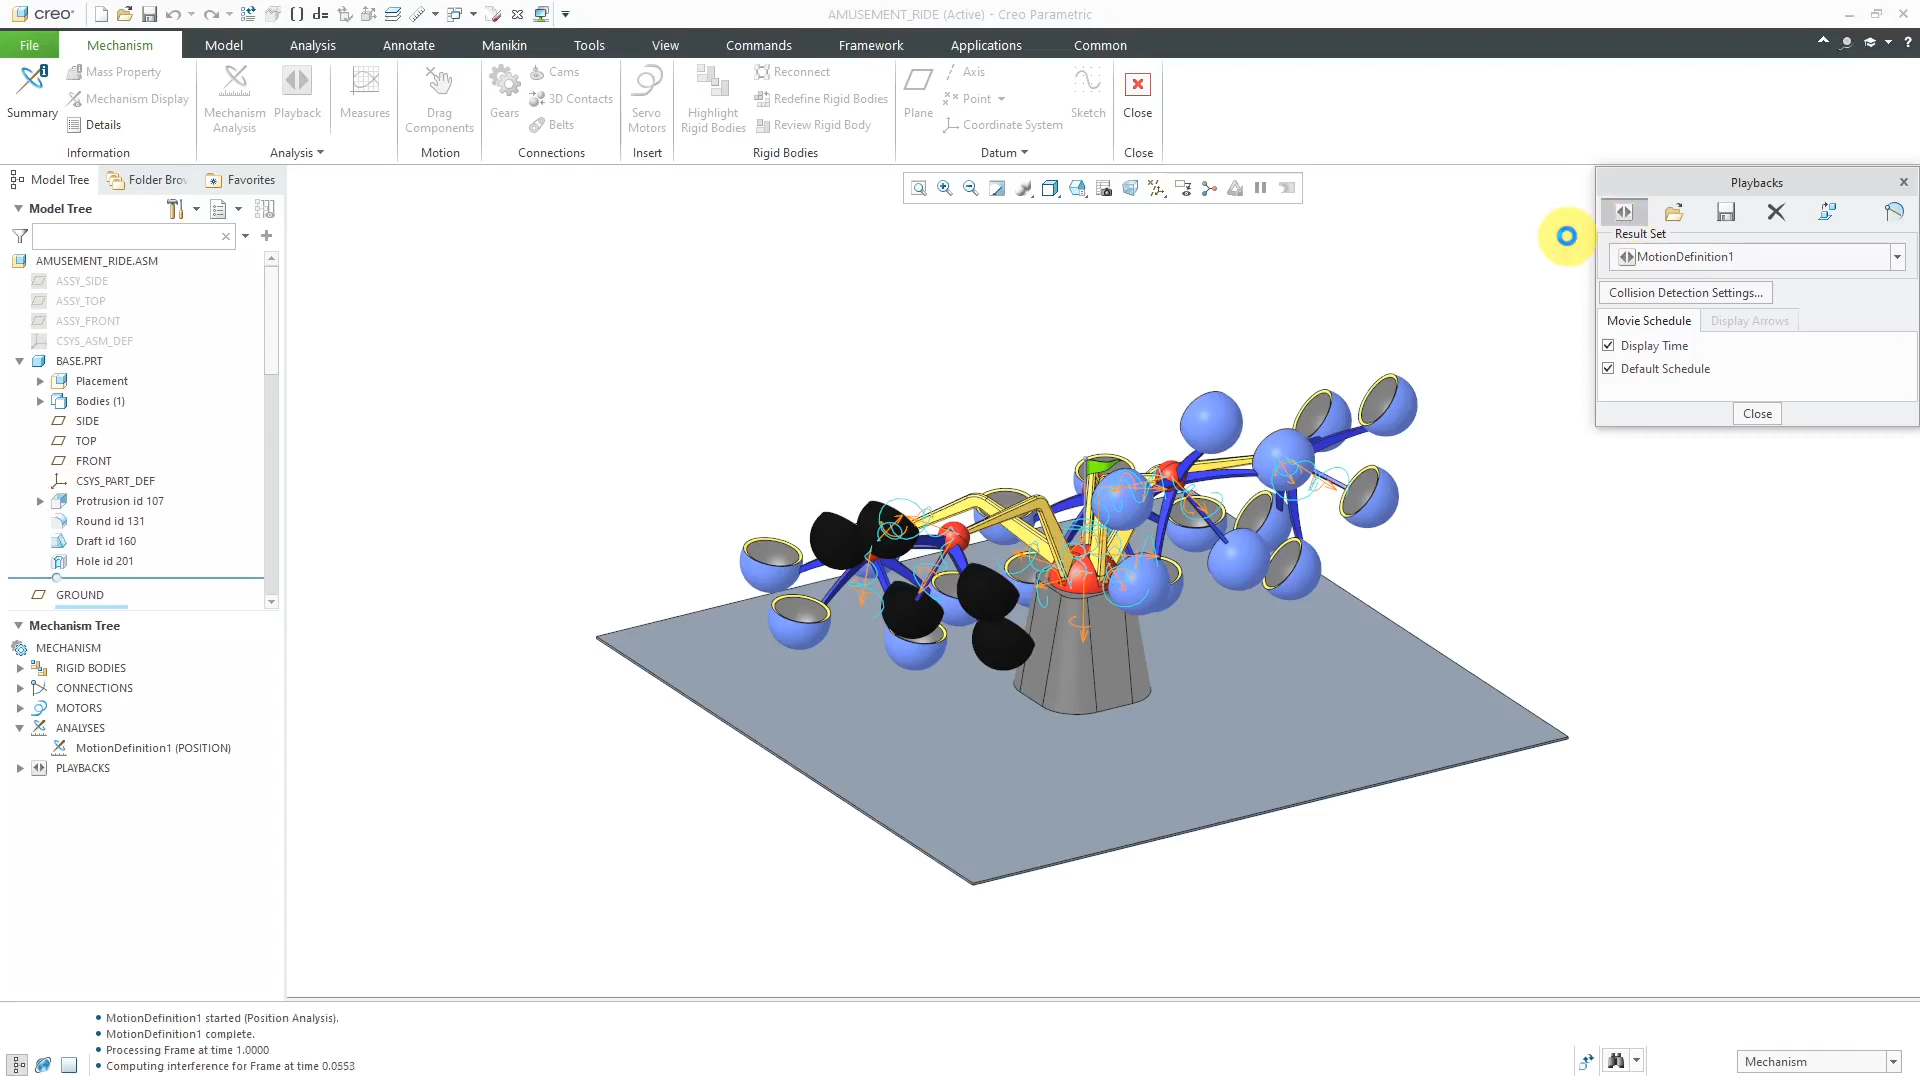 creo®
d=
AMUSEMENT_RIDE (Active) - Creo Parametric
File
Mechanism
Model
Analysis
Annotate
Manikin
Tools
View
Commands
Framework
Applications
Common
Summary
Mass Property
Mechanism Display
Details
Information
Mechanism
Analysis
Playback
Measures
Analysis
Drag
Components
Motion
Gears
Cams
3D Contacts
Belts
Connections
Servo
Motors
Insert
Highlight
Rigid Bodies
Reconnect
Redefine Rigid Bodies
Review Rigid Body
Rigid Bodies
Plane
Axis
Point
Coordinate System
Sketch
Datum
Close
Close
Model Tree
Folder Brov
Favorites
Model Tree
AMUSEMENT_RIDE.ASM
ASSY_SIDE
ASSY_TOP
ASSY_FRONT
CSYS_ASM_DEF
BASE.PRT
Placement
Bodies (1)
SIDE
TOP
FRONT
CSYS_PART_DEF
Protrusion id 107
Round id 131
Draft id 160
Hole id 201
GROUND
Mechanism Tree
MECHANISM
RIGID BODIES
CONNECTIONS
MOTORS
ANALYSES
MotionDefinition1 (POSITION)
PLAYBACKS
Playbacks
Result Set
MotionDefinition1
Collision Detection Settings...
Movie Schedule
Display Arrows
Display Time
Default Schedule
Close
• MotionDefinition1 started (Position Analysis).
• MotionDefinition1 complete.
• Processing Frame at time 1.0000
• Computing interference for Frame at time 0.0553
Mechanism